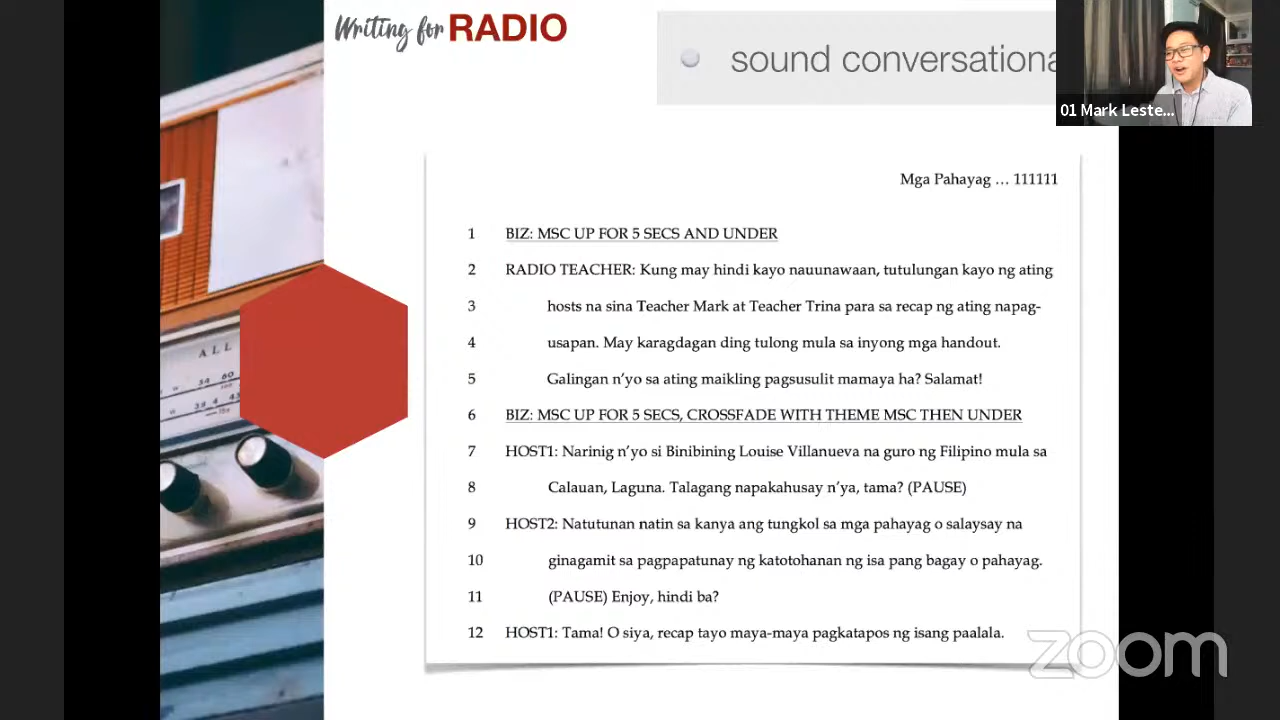 Writing for RADIO
sound conversationa
01 Mark Leste...
Mga Pahayag … 111111
1 BIZ: MSC UP FOR 5 SECS AND UNDER
2 RADIO TEACHER: Kung may hindi kayo nauunawaan, tutulungan kayo ng ating
3 hosts na sina Teacher Mark at Teacher Trina para sa recap ng ating napag-
4 usapan. May karagdagan ding tulong mula sa inyong mga handout.
5 Galingan n’yo sa ating maikling pagsusulit mamaya ha? Salamat!
6 BIZ: MSC UP FOR 5 SECS, CROSSFADE WITH THEME MSC THEN UNDER
7 HOST1: Narinig n’yo si Binibining Louise Villanueva na guro ng Filipino mula sa
8 Calauan, Laguna. Talagang napakahusay n’ya, tama? (PAUSE)
9 HOST2: Natutunan natin sa kanya ang tungkol sa mga pahayag o salaysay na
10 ginagamit sa pagpapatunay ng katotohanan ng isa pang bagay o pahayag.
11 (PAUSE) Enjoy, hindi ba?
12 HOST1: Tama! O siya, recap tayo maya-maya pagkatapos ng isang paalala.
ALL
zoom